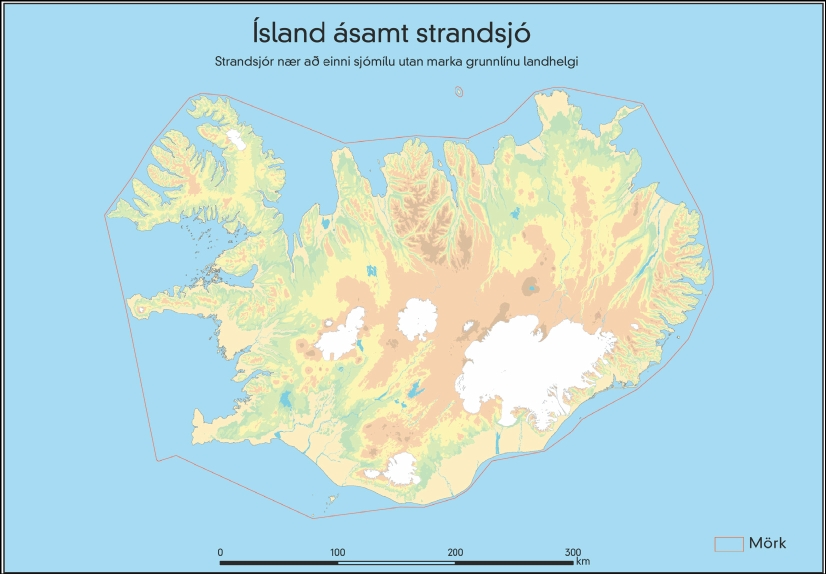 Ísland ásamt strandsjó
Strandsjór nær að einni sjómílu utan marka grunnlínu landhelgi
Mörk
0 100 200 300 km